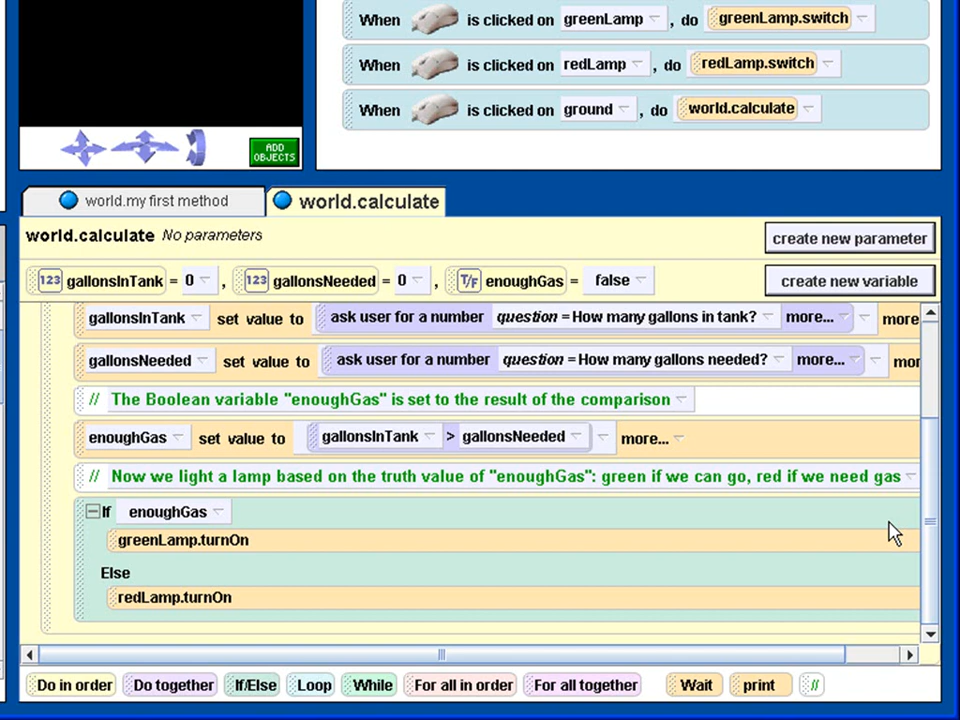 When is clicked on greenLamp , do greenLamp.switch
When is clicked on redLamp , do redLamp.switch
When is clicked on ground , do world.calculate
ADD
OBJECTS
world.my first method world.calculate
world.calculate No parameters create new parameter
123 gallonsInTank = 0 , 123 gallonsNeeded = 0 , T/F enoughGas = false create new variable
gallonsInTank set value to ask user for a number question = How many gallons in tank? more... more
gallonsNeeded set value to ask user for a number question = How many gallons needed? more... mor
// The Boolean variable "enoughGas" is set to the result of the comparison
enoughGas set value to gallonsInTank > gallonsNeeded more...
// Now we light a lamp based on the truth value of "enoughGas": green if we can go, red if we need gas
If enoughGas
greenLamp.turnOn
Else
redLamp.turnOn
Do in order Do together If/Else Loop While For all in order For all together Wait print //